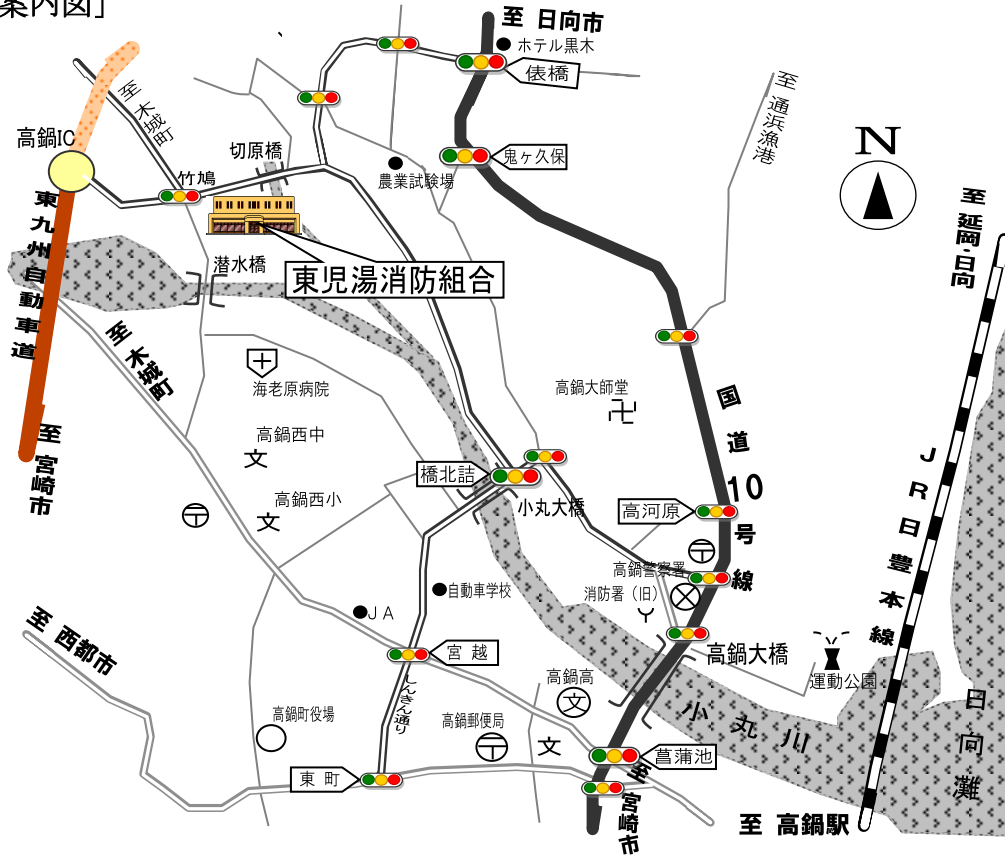 案内図］
至 日向市
ホテル黒木
俵橋
至 木城町
高鍋IC
切原橋
竹鳩
農業試験場
鬼ヶ久保
至 通浜漁港
N
東九州自動車道
潜水橋
東児湯消防組合
至 延岡・日向
至 木城町
海老原病院
高鍋大師堂
国道10号線
高鍋西中
文
至 宮崎市
橋北詰
高鍋西小
文
小丸大橋
高河原
JR日豊本線
高鍋警察署
自動車学校
消防署（旧）
JA
至 西都市
宮越
高鍋大橋
運動公園
しんきん通り
高鍋高
文
高鍋町役場
高鍋郵便局
文
小丸川
日向灘
東町
菖蒲池
至 宮崎市
至 高鍋駅